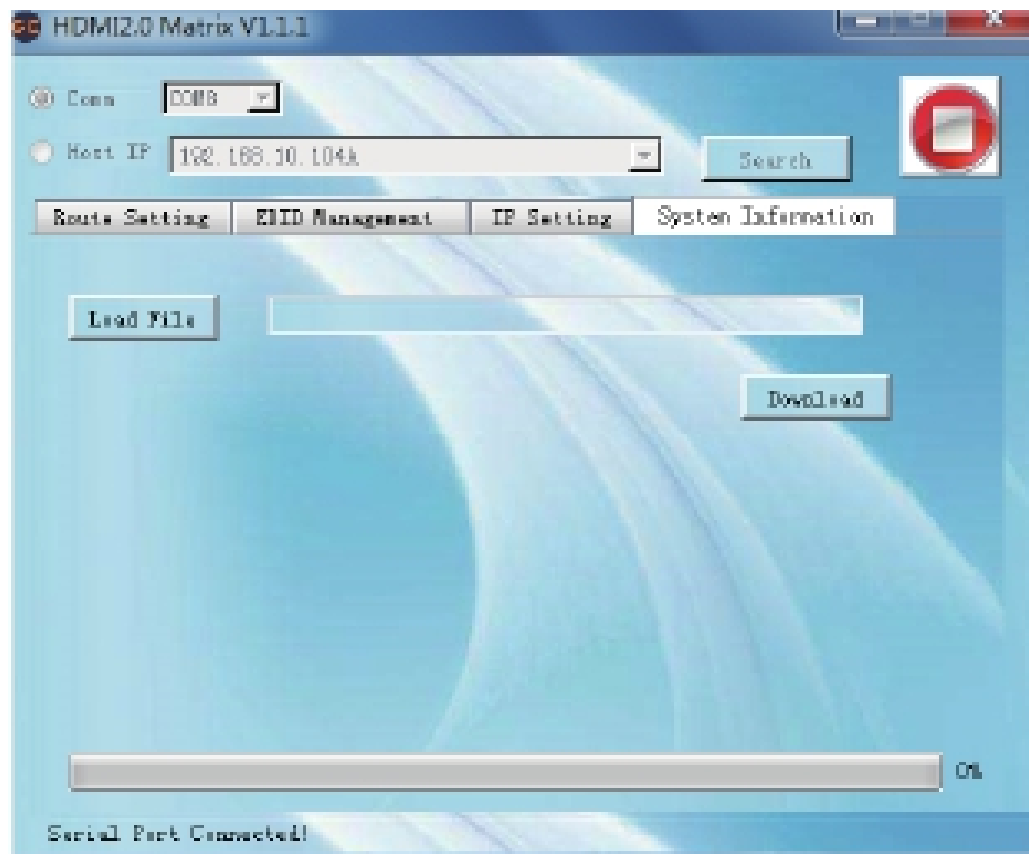 HDMI2.0 Matrix V1.1.1
Comm COM8
Host IP 192.168.10.104A Search
Route Setting EDID Management IP Setting System Information
Load File
Download
0%
Serial Port Connected!